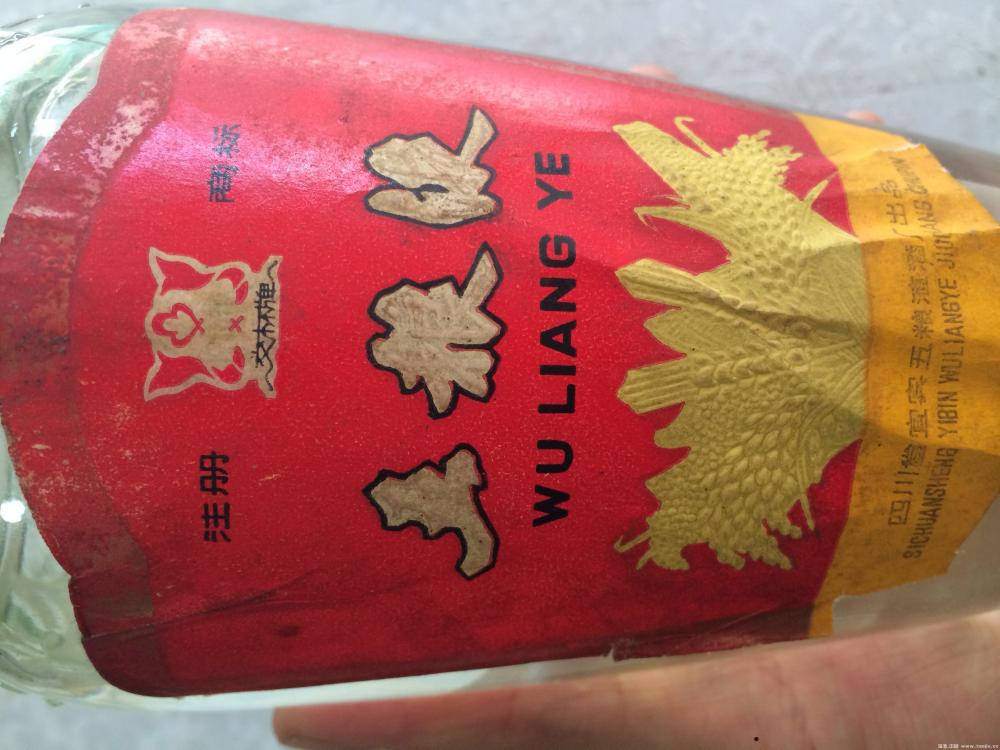 注册 商标
交杯牌
五粮液
WU LIANG YE
四川省宜宾五粮液酒厂出品
SICHUANSHENG YIBIN WULIANGYE JIUCHANG